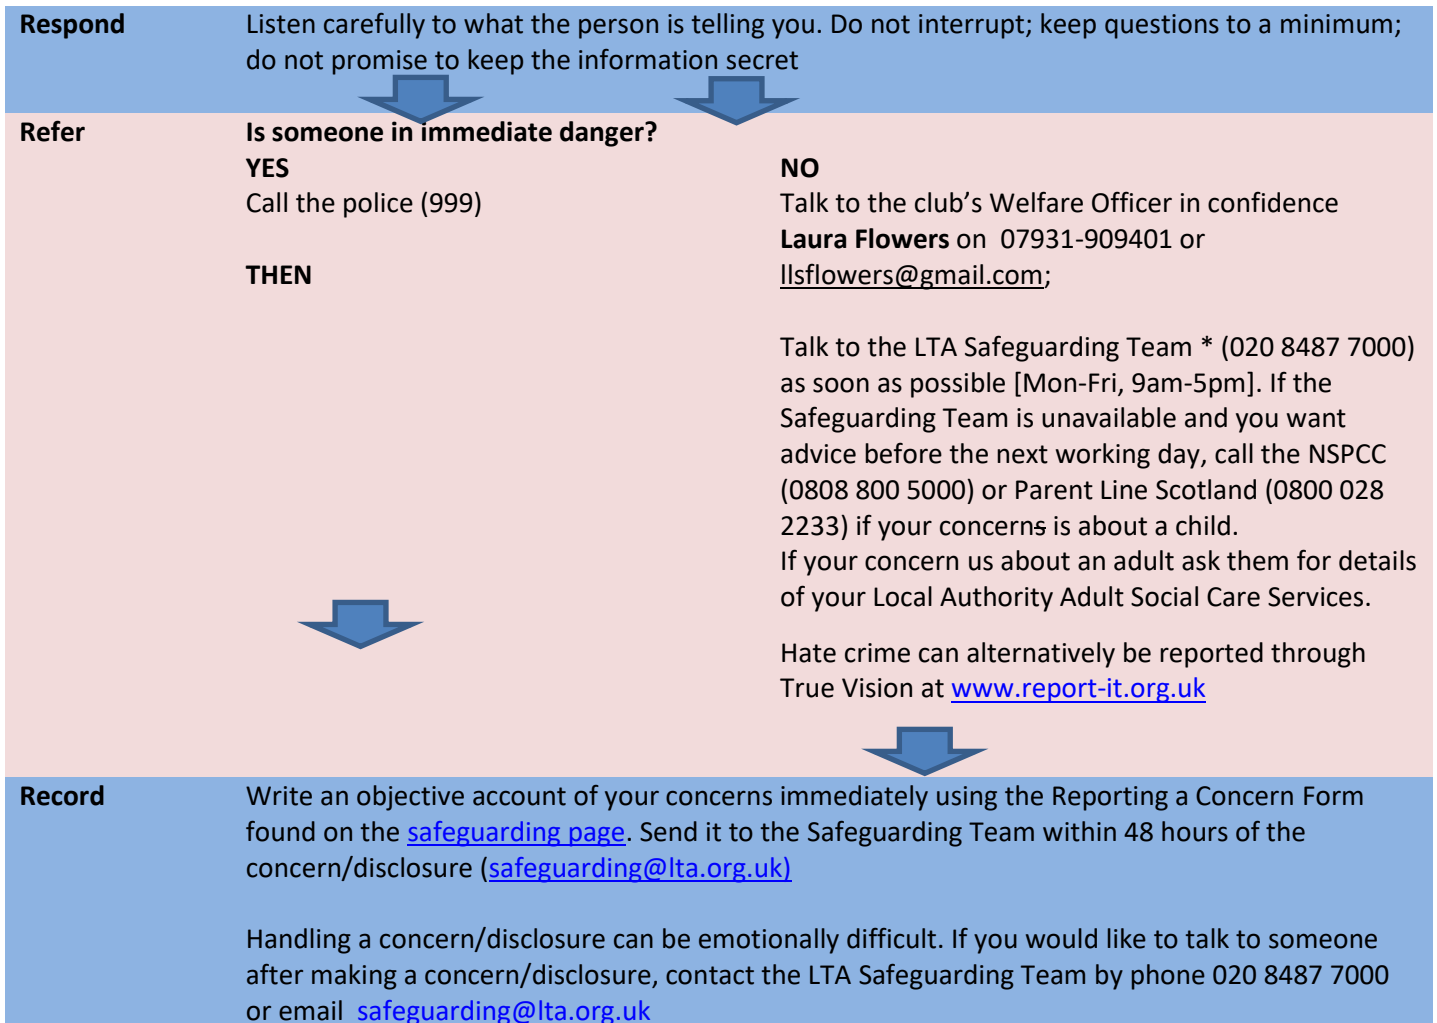 Respond
Listen carefully to what the person is telling you. Do not interrupt; keep questions to a minimum;
do not promise to keep the information secret
Refer
Is someone in immediate danger?
YES
Call the police (999)
THEN
NO
Talk to the club’s Welfare Officer in confidence
Laura Flowers on 07931-909401 or
llsflowers@gmail.com;
Talk to the LTA Safeguarding Team * (020 8487 7000)
as soon as possible [Mon-Fri, 9am-5pm]. If the
Safeguarding Team is unavailable and you want
advice before the next working day, call the NSPCC
(0808 800 5000) or Parent Line Scotland (0800 028
2233) if your concerns is about a child.
If your concern us about an adult ask them for details
of your Local Authority Adult Social Care Services.
Hate crime can alternatively be reported through
True Vision at www.report-it.org.uk
Record
Write an objective account of your concerns immediately using the Reporting a Concern Form
found on the safeguarding page. Send it to the Safeguarding Team within 48 hours of the
concern/disclosure (safeguarding@lta.org.uk)
Handling a concern/disclosure can be emotionally difficult. If you would like to talk to someone
after making a concern/disclosure, contact the LTA Safeguarding Team by phone 020 8487 7000
or email safeguarding@lta.org.uk